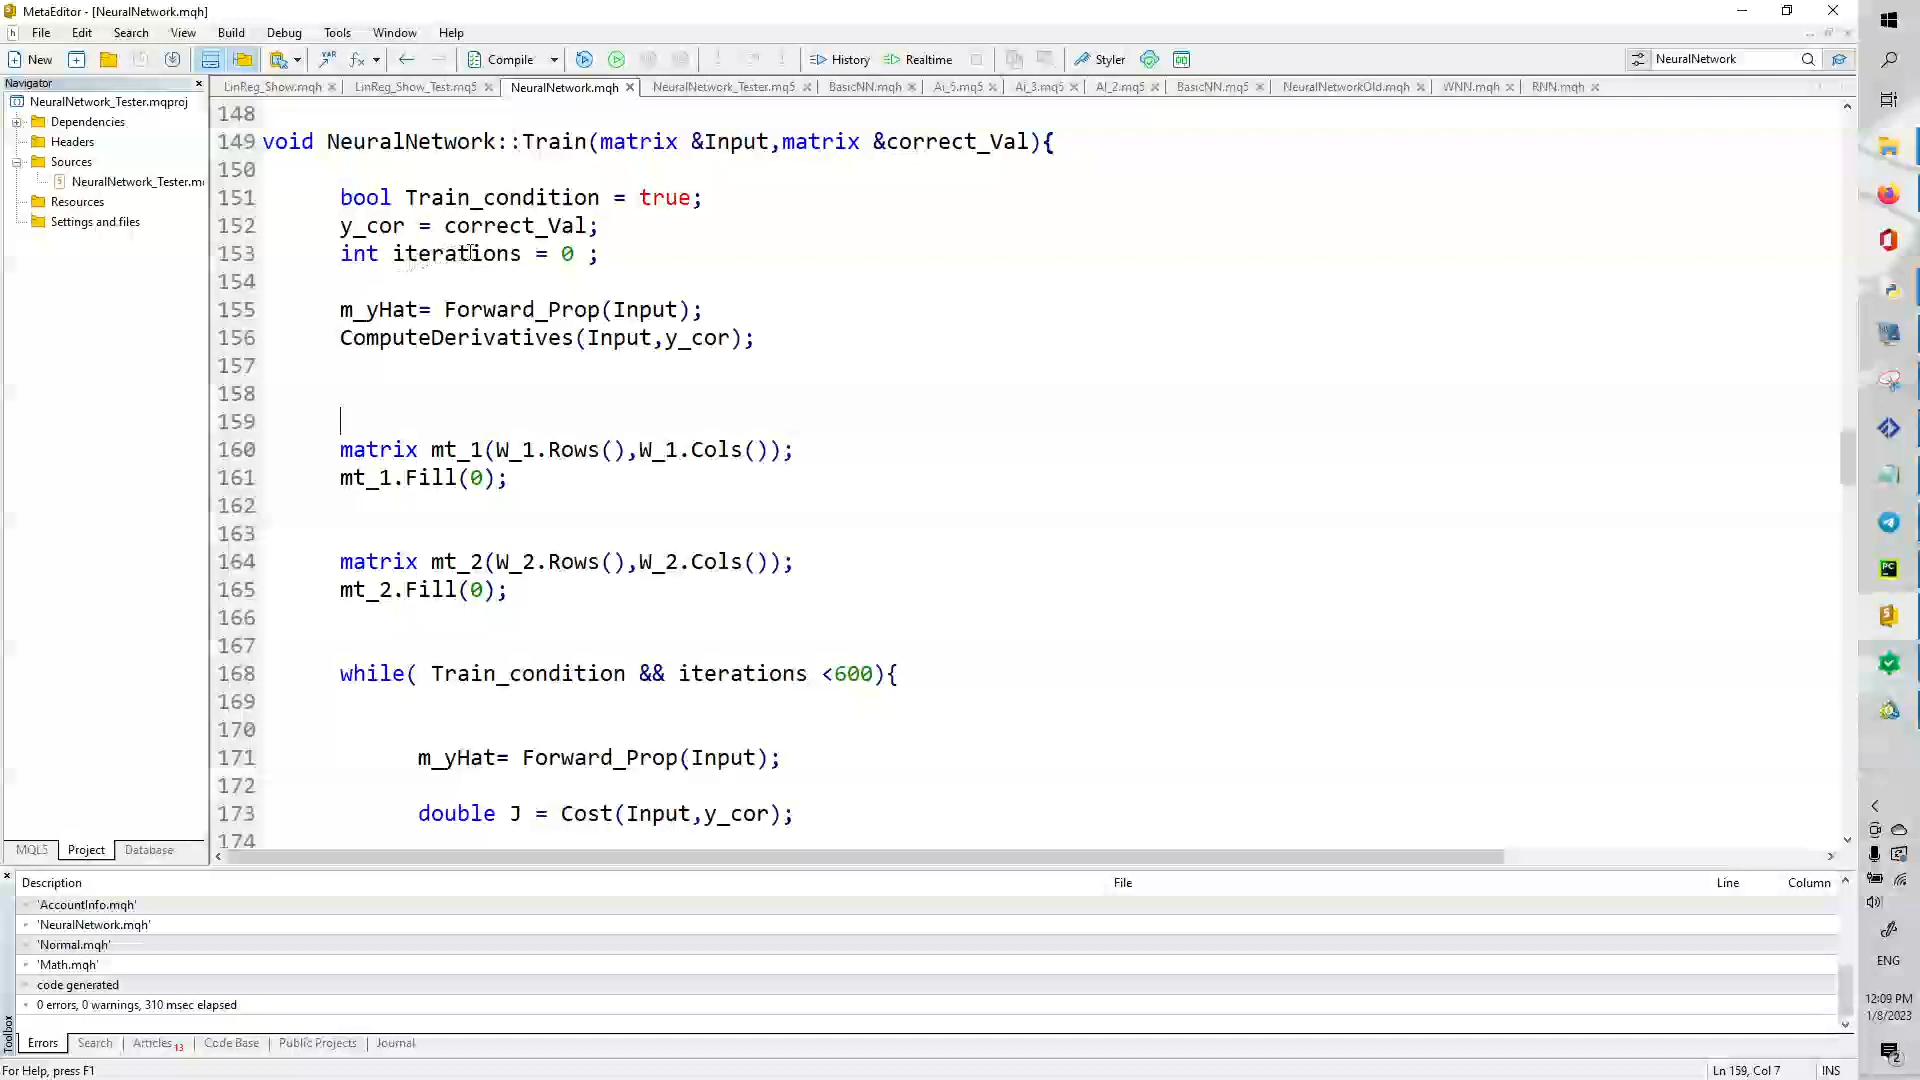 MetaEditor - [NeuralNetwork.mqh]
File Edit Search View Build Debug Tools Window Help
New Compile History Realtime Styler NeuralNetwork
Navigator
NeuralNetwork_Tester.mqproj
Dependencies
Headers
Sources
NeuralNetwork_Tester.m
Resources
Settings and files
MQL5 Project Database
LinReg_Show.mqh LinReg_Show_Test.mq5 NeuralNetwork.mqh NeuralNetwork_Tester.mq5 BasicNN.mqh Ai_5.mq5 Ai_3.mq5 AI_2.mq5 BasicNN.mq5 NeuralNetworkOld.mqh WNN.mqh RNN.mqh
148
149 void NeuralNetwork::Train(matrix &Input,matrix &correct_Val){
150
151 bool Train_condition = true;
152 y_cor = correct_Val;
153 int iterations = 0 ;
154
155 m_yHat= Forward_Prop(Input);
156 ComputeDerivatives(Input,y_cor);
157
158
159
160 matrix mt_1(W_1.Rows(),W_1.Cols());
161 mt_1.Fill(0);
162
163
164 matrix mt_2(W_2.Rows(),W_2.Cols());
165 mt_2.Fill(0);
166
167
168 while( Train_condition && iterations <600){
169
170
171 m_yHat= Forward_Prop(Input);
172
173 double J = Cost(Input,y_cor);
174
Description File Line Column
'AccountInfo.mqh'
'NeuralNetwork.mqh'
'Normal.mqh'
'Math.mqh'
code generated
0 errors, 0 warnings, 310 msec elapsed
Toolbox
Errors Search Articles 13 Code Base Public Projects Journal
For Help, press F1 Ln 159, Col 7 INS
ENG
12:09 PM
1/8/2023
2